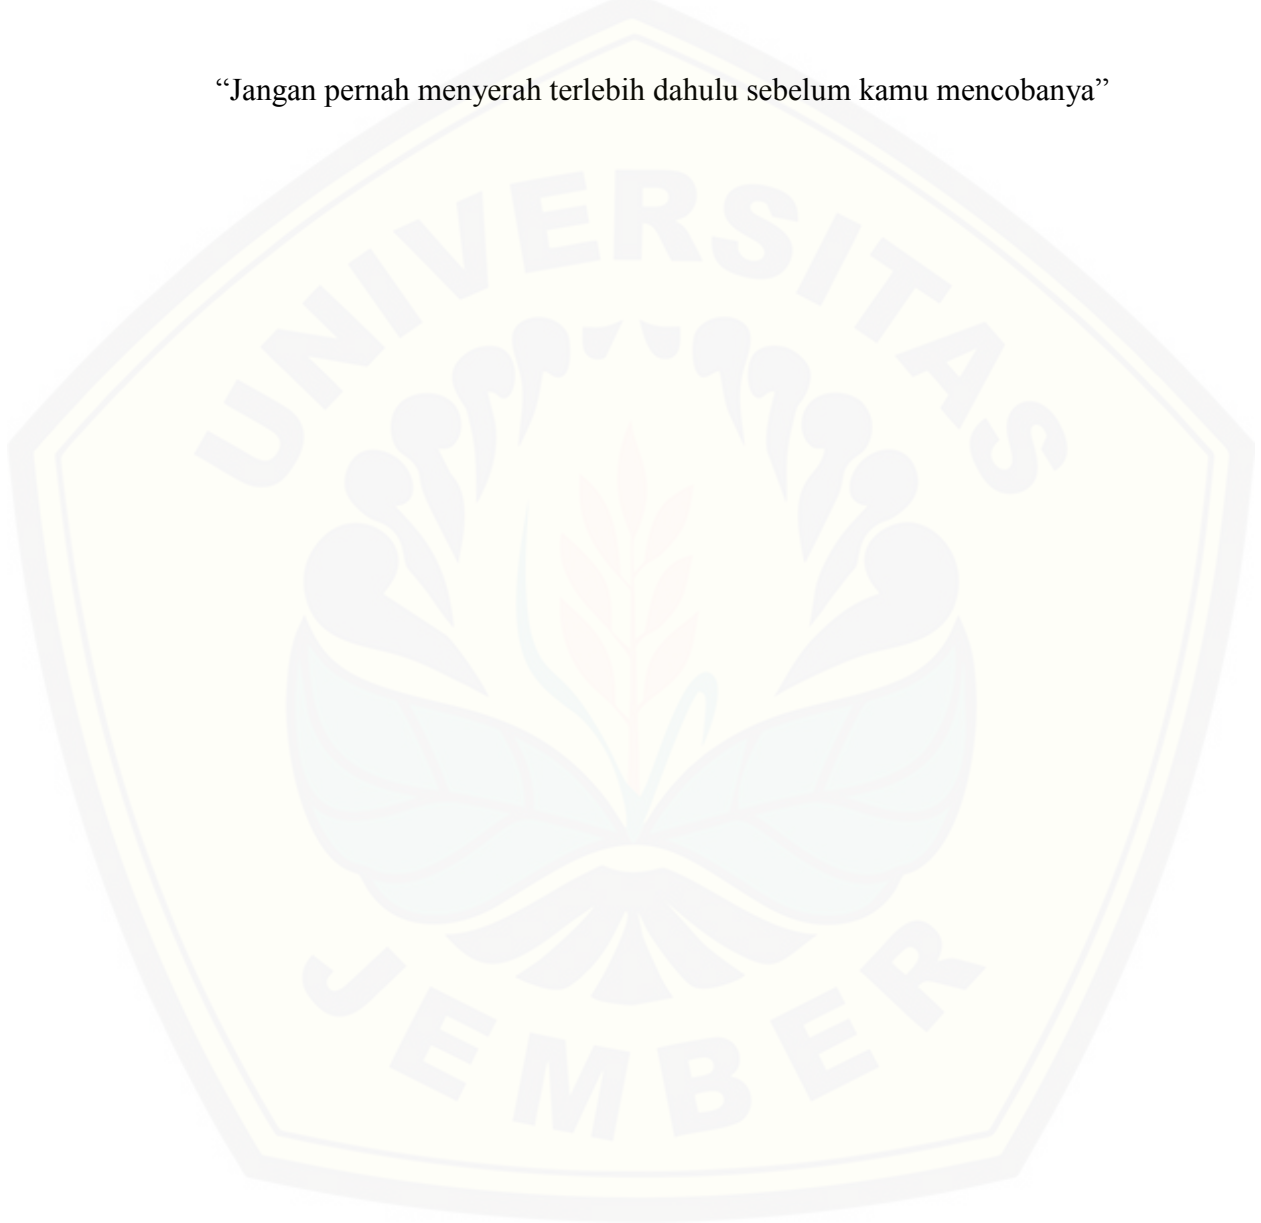 “Jangan pernah menyerah terlebih dahulu sebelum kamu mencobanya”
UNIVERSITAS
JEMBER